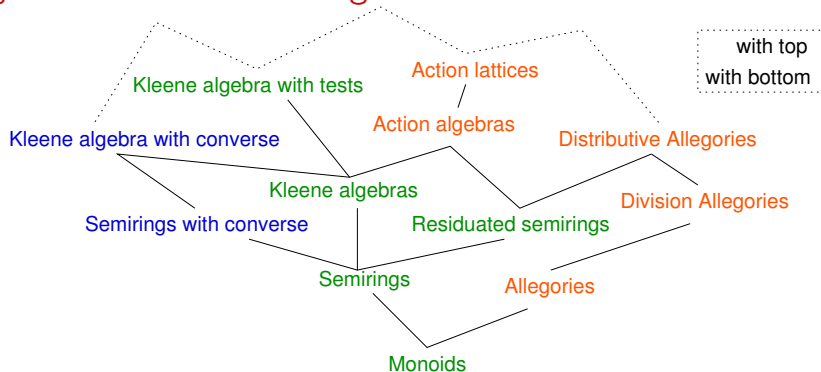 with top
Action lattices
with bottom
Kleene algebra with tests
Action algebras
Kleene algebra with converse
Distributive Allegories
Kleene algebras
Division Allegories
Semirings with converse
Residuated semirings
Semirings
Allegories
Monoids